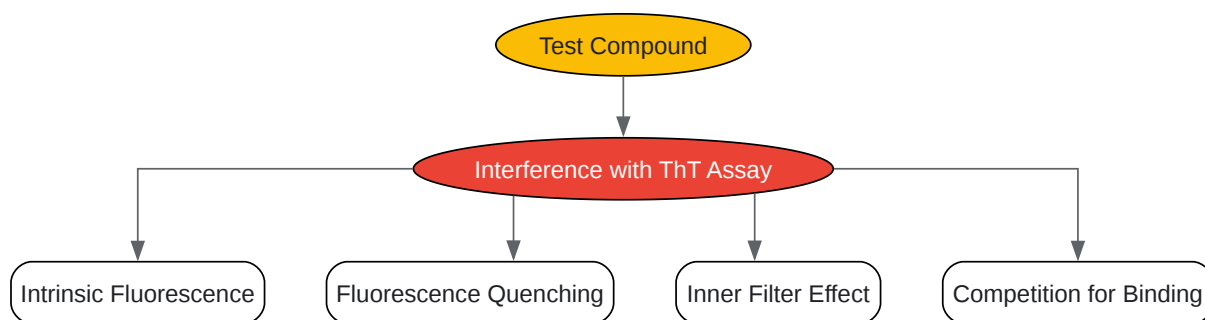 Test Compound
Interference with ThT Assay
Intrinsic Fluorescence
Fluorescence Quenching
Inner Filter Effect
Competition for Binding